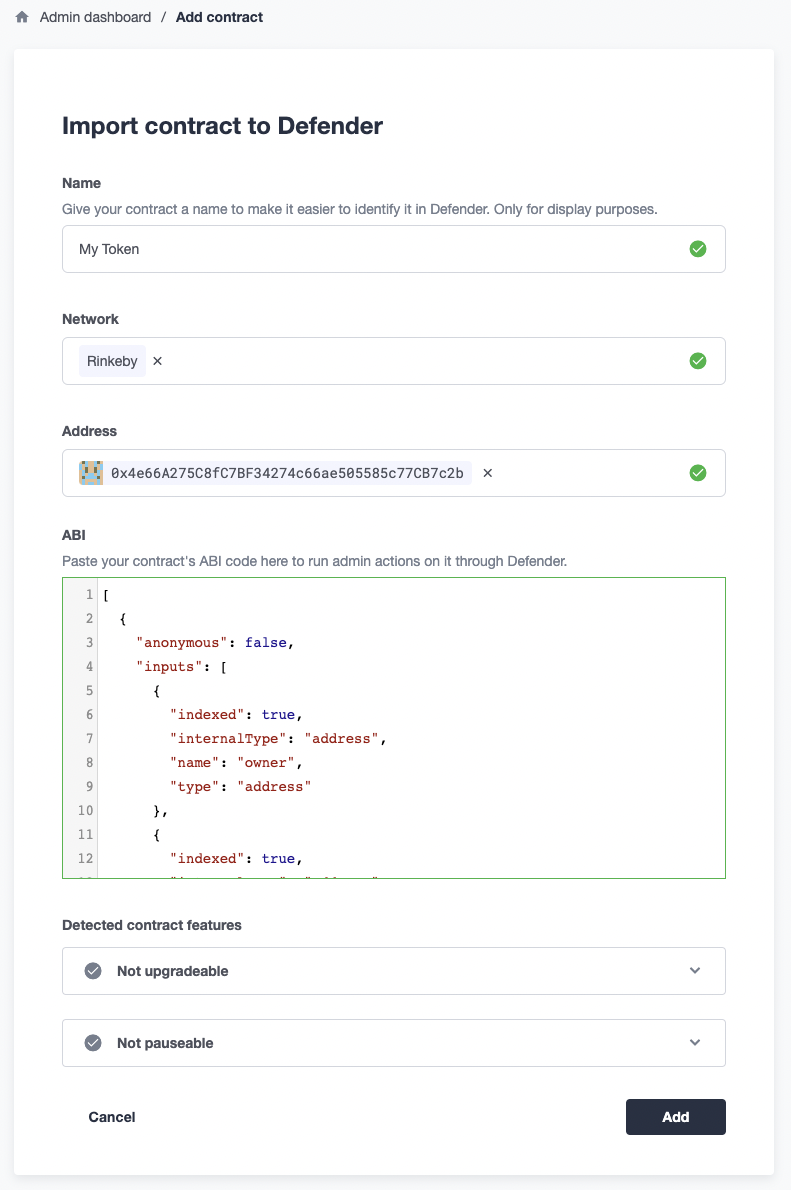 Admin dashboard / Add contract
Import contract to Defender
Name
Give your contract a name to make it easier to identify it in Defender. Only for display purposes.
My Token
Network
Rinkeby ×
Address
0x4e66A275C8fC7BF34274c66ae505585c77CB7c2b ×
ABI
Paste your contract's ABI code here to run admin actions on it through Defender.
1 [
2 {
3 "anonymous": false,
4 "inputs": [
5 {
6 "indexed": true,
7 "internalType": "address",
8 "name": "owner",
9 "type": "address"
10 },
11 {
12 "indexed": true,
Detected contract features
Not upgradeable
Not pauseable
Cancel Add